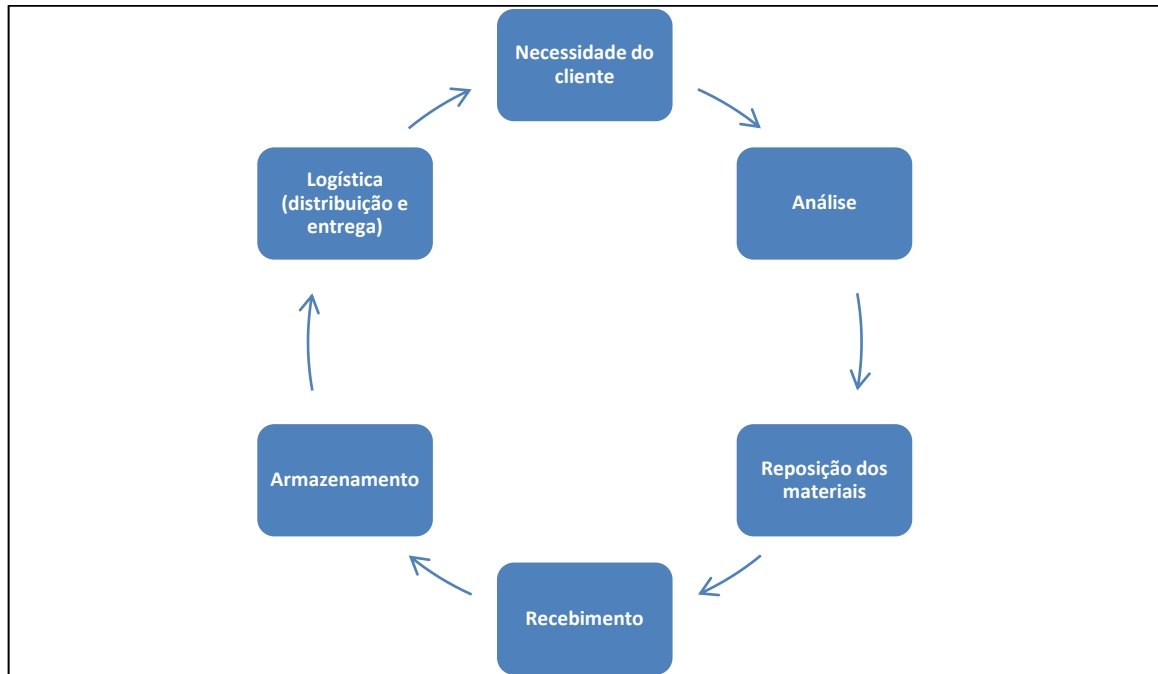 Necessidade do
cliente
Análise
Reposição dos
materiais
Recebimento
Armazenamento
Logística
(distribuição e
entrega)